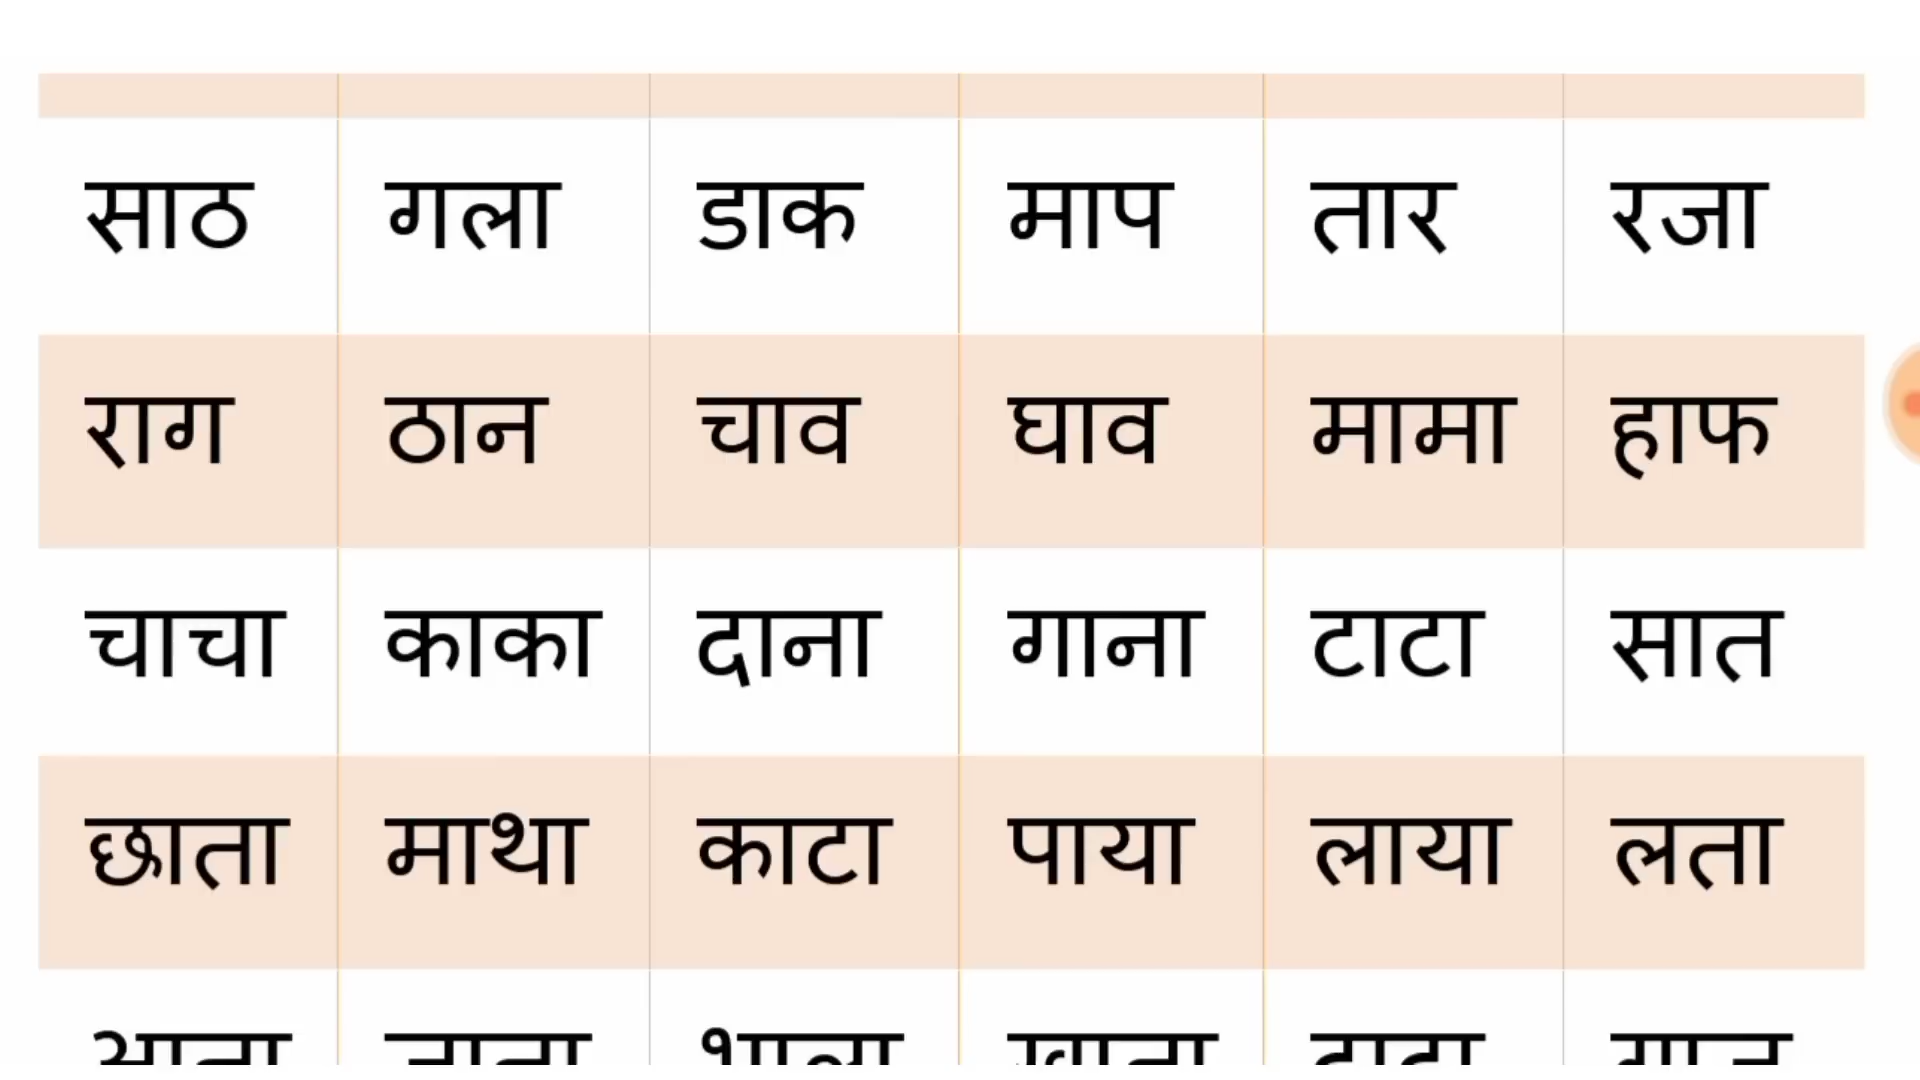 साठ गला डाक माप तार रजा
राग ठान चाव घाव मामा हाफ
चाचा काका दाना गाना टाटा सात
छाता माथा काटा पाया लाया लता